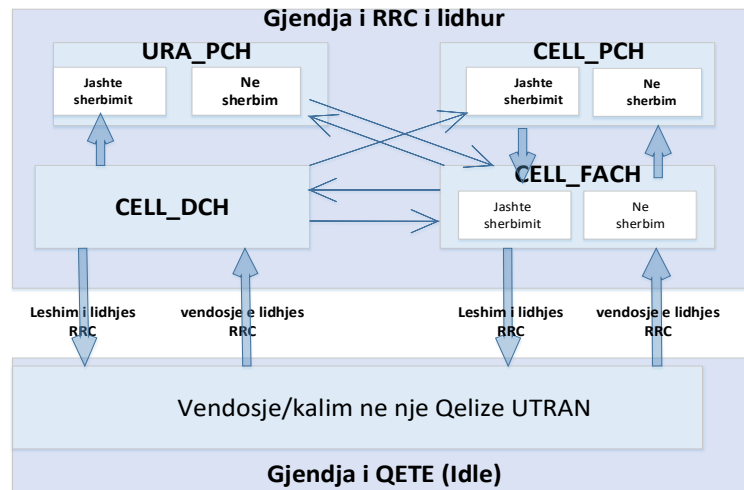 Gjendja i RRC i lidhur
URA_PCH
CELL_PCH
Jashte
sherbimit
Ne
sherbim
Jashte
sherbimit
Ne
sherbim
CELL_DCH
CELL_FACH
Jashte
sherbimit
Ne
sherbim
Leshim i lidhjes
RRC
vendosje e lidhjes
RRC
Leshim i lidhjes
RRC
vendosje e lidhjes
RRC
Vendosje/kalim ne nje Qelize UTRAN
Gjendja i QETE (Idle)